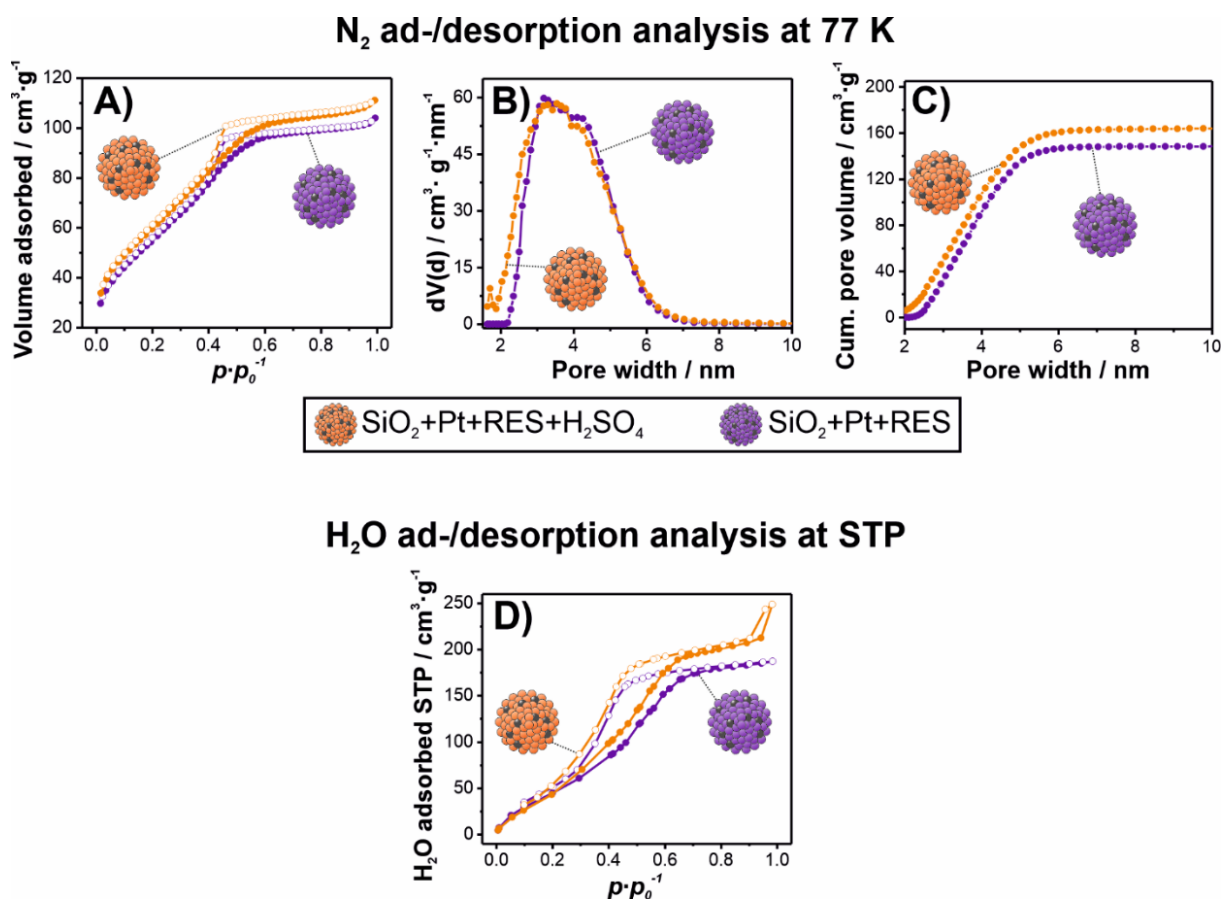 N₂ ad-/desorption analysis at 77 K
A)
Volume adsorbed / cm³·g⁻¹
120
100
80
60
40
20
0.0 0.2 0.4 0.6 0.8 1.0
p·p₀⁻¹
B)
dV(d) / cm³· g⁻¹·nm⁻¹
60
45
30
15
0
2 4 6 8 10
Pore width / nm
C)
Cum. pore volume / cm³·g⁻¹
200
160
120
80
40
0
2 4 6 8 10
Pore width / nm
SiO₂+Pt+RES+H₂SO₄ SiO₂+Pt+RES
H₂O ad-/desorption analysis at STP
D)
H₂O adsorbed STP / cm³·g⁻¹
250
200
150
100
50
0
0.0 0.2 0.4 0.6 0.8 1.0
p·p₀⁻¹